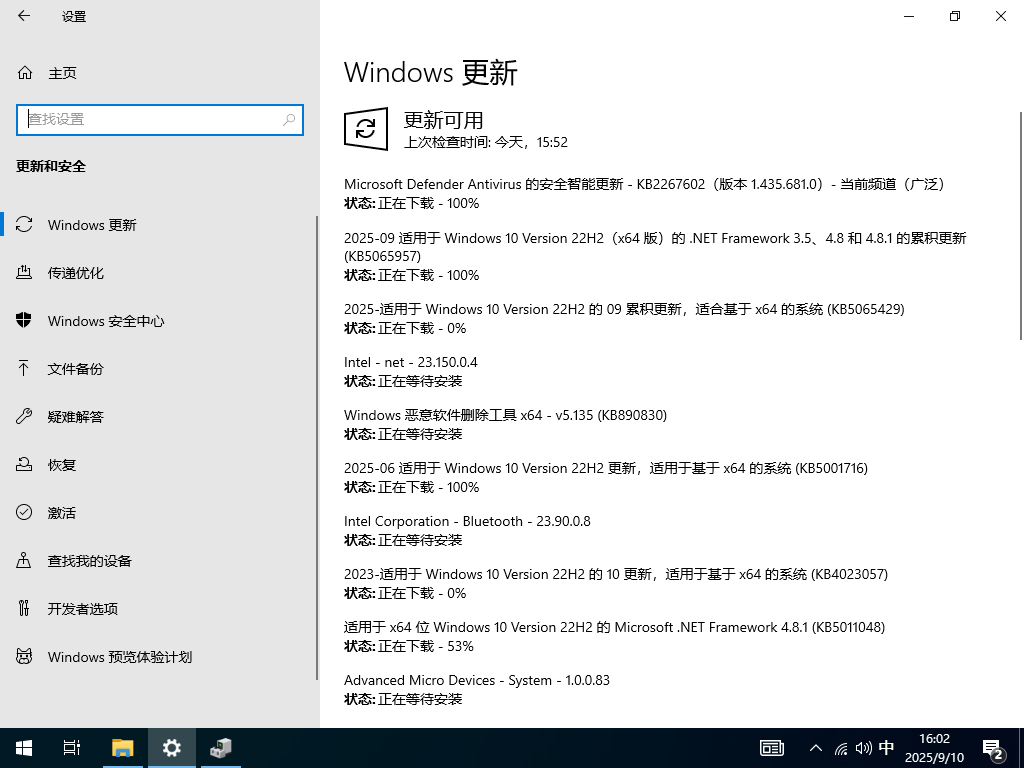 设置
主页
查找设置
更新和安全
Windows 更新
传递优化
Windows 安全中心
文件备份
疑难解答
恢复
激活
查找我的设备
开发者选项
Windows 预览体验计划
Windows 更新
更新可用
上次检查时间: 今天，15:52
Microsoft Defender Antivirus 的安全智能更新 - KB2267602（版本 1.435.681.0）- 当前频道（广泛）
状态: 正在下载 - 100%
2025-09 适用于 Windows 10 Version 22H2（x64 版）的 .NET Framework 3.5、4.8 和 4.8.1 的累积更新
(KB5065957)
状态: 正在下载 - 100%
2025-适用于 Windows 10 Version 22H2 的 09 累积更新，适合基于 x64 的系统 (KB5065429)
状态: 正在下载 - 0%
Intel - net - 23.150.0.4
状态: 正在等待安装
Windows 恶意软件删除工具 x64 - v5.135 (KB890830)
状态: 正在等待安装
2025-06 适用于 Windows 10 Version 22H2 更新，适用于基于 x64 的系统 (KB5001716)
状态: 正在下载 - 100%
Intel Corporation - Bluetooth - 23.90.0.8
状态: 正在等待安装
2023-适用于 Windows 10 Version 22H2 的 10 更新，适用于基于 x64 的系统 (KB4023057)
状态: 正在下载 - 0%
适用于 x64 位 Windows 10 Version 22H2 的 Microsoft .NET Framework 4.8.1 (KB5011048)
状态: 正在下载 - 53%
Advanced Micro Devices - System - 1.0.0.83
状态: 正在等待安装
中
16:02
2025/9/10
2